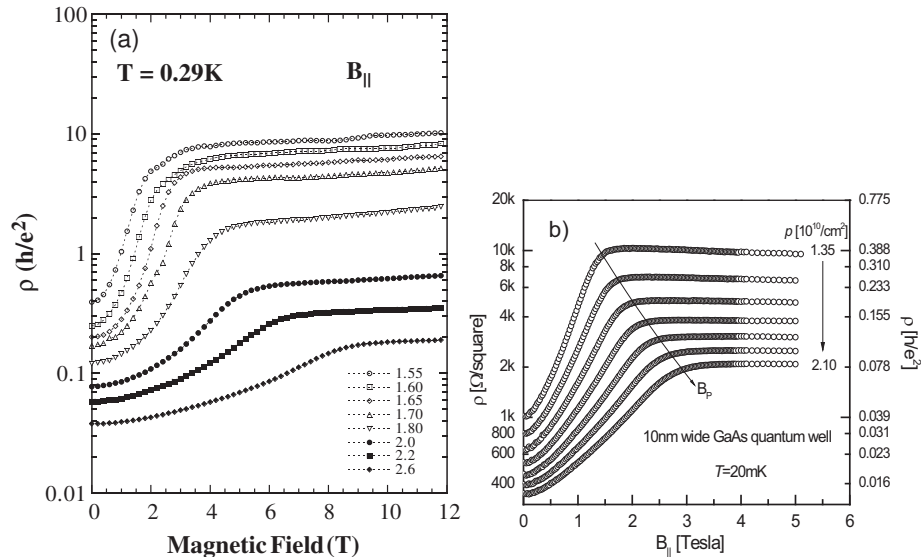 (a)
T = 0.29K
B||
ρ (h/e²)
100
10
1
0.1
0.01
0 2 4 6 8 10 12
Magnetic Field (T)
1.55
1.60
1.65
1.70
1.80
2.0
2.2
2.6
b)
p [10¹⁰/cm²]
1.35
2.10
B_P
10nm wide GaAs quantum well
T=20mK
ρ [Ω/square]
20k
10k
8k
6k
4k
2k
1k
800
600
400
0.775
0.388
0.310
0.233
0.155
0.078
0.039
0.031
0.023
0.016
ρ [h/e²]
0 1 2 3 4 5 6
B|| [Tesla]